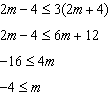 2m − 4 ≤ 3(2m + 4)
2m − 4 ≤ 6m + 12
−16 ≤ 4m
−4 ≤ m